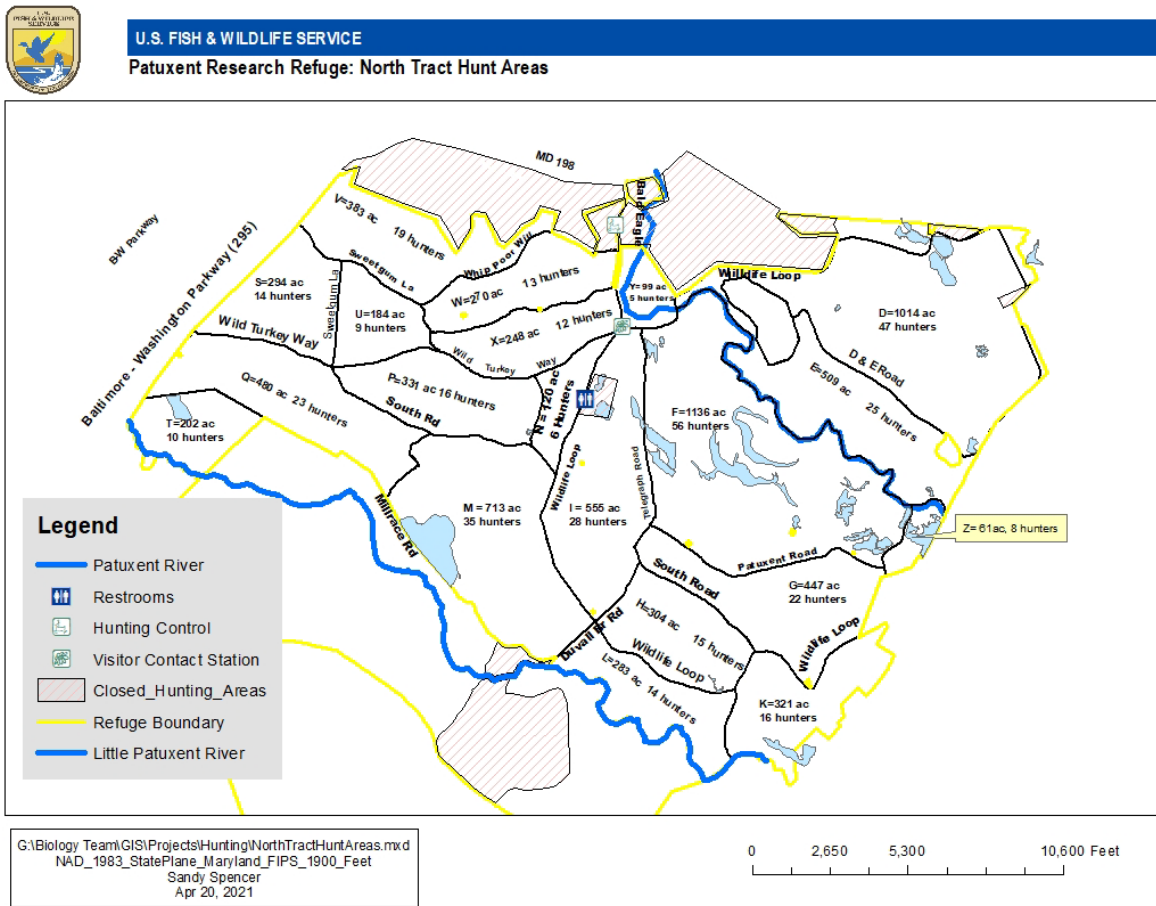 U.S.
FISH & WILDLIFE
SERVICE
U.S. FISH & WILDLIFE SERVICE
Patuxent Research Refuge: North Tract Hunt Areas
MD 198
Bald Eagle
BW Parkway
Baltimore - Washington Parkway (295)
V=383 ac 19 hunters
Sweetgum La
Whip Poor Will
W=270 ac 13 hunters
Wildlife Loop
Y=99 ac
5 hunters
S=294 ac
14 hunters
Sweetgum La
U=184 ac
9 hunters
X=248 ac 12 hunters
D=1014 ac
47 hunters
Wild Turkey Way
Wild Turkey Way
D & E Road
E=509 ac 25 hunters
Q=480 ac 23 hunters
P=331 ac 16 hunters
South Rd
N = 120 ac
6 Hunters
F=1136 ac
56 hunters
T=202 ac
10 hunters
Wildlife Loop
Telegraph Road
Millrace Rd
M = 713 ac
35 hunters
I = 555 ac
28 hunters
Z= 61ac, 8 hunters
Patuxent Road
South Road
G=447 ac
22 hunters
H=304 ac 15 hunters
Duvall Br Rd
Wildlife Loop
Wildlife Loop
L=283 ac 14 hunters
K=321 ac
16 hunters
Legend
Patuxent River
Restrooms
Hunting Control
Visitor Contact Station
Closed_Hunting_Areas
Refuge Boundary
Little Patuxent River
G:\Biology Team\GIS\Projects\Hunting\NorthTractHuntAreas.mxd
NAD_1983_StatePlane_Maryland_FIPS_1900_Feet
Sandy Spencer
Apr 20, 2021
0 2,650 5,300 10,600 Feet